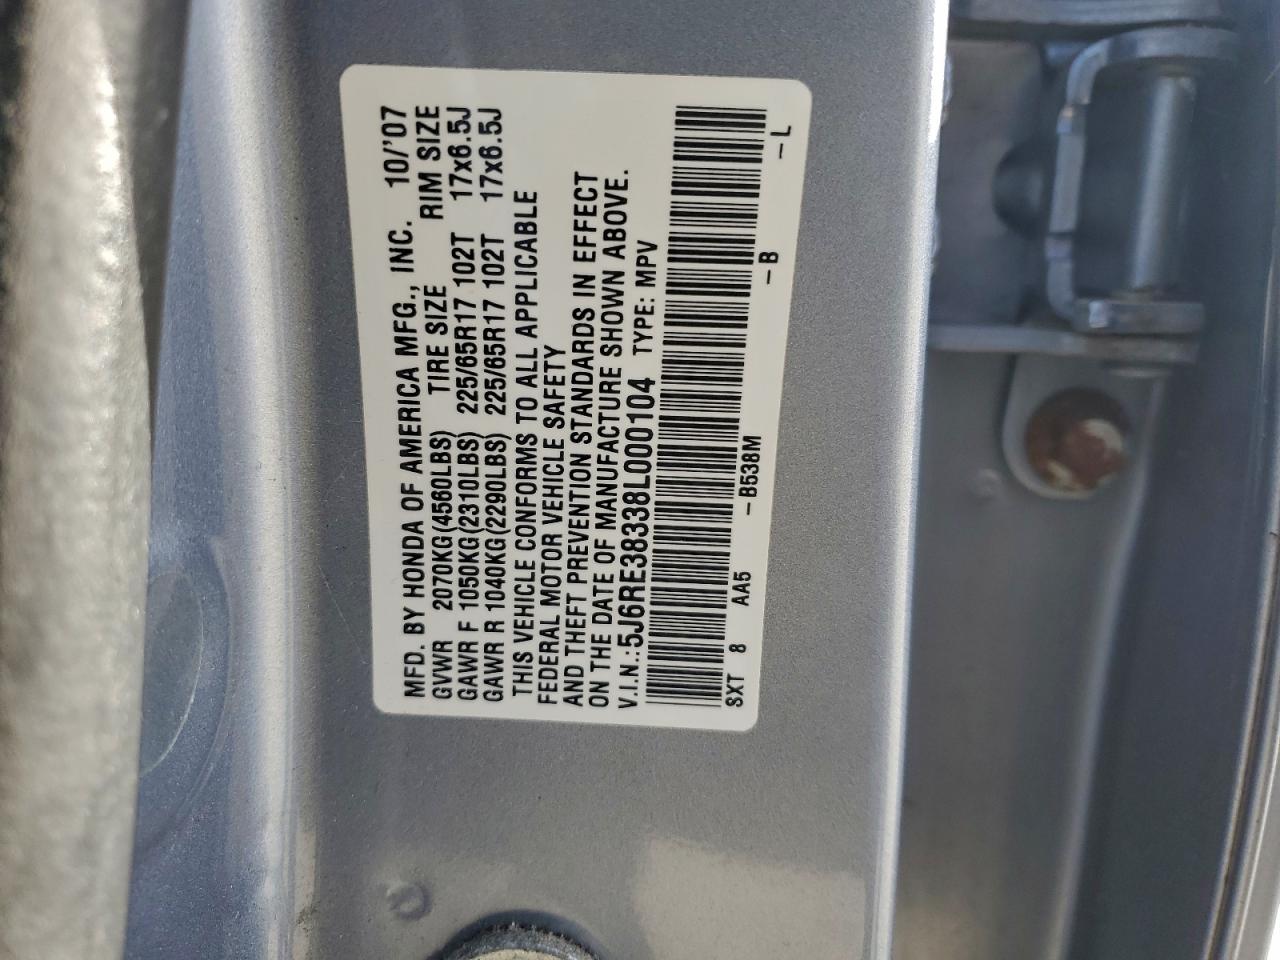 MFD. BY HONDA OF AMERICA MFG., INC. 10/'07
GVWR 2070KG(4560LBS) TIRE SIZE RIM SIZE
GAWR F 1050KG(2310LBS) 225/65R17 102T 17x6.5J
GAWR R 1040KG(2290LBS) 225/65R17 102T 17x6.5J
THIS VEHICLE CONFORMS TO ALL APPLICABLE
FEDERAL MOTOR VEHICLE SAFETY
AND THEFT PREVENTION STANDARDS IN EFFECT
ON THE DATE OF MANUFACTURE SHOWN ABOVE.
V.I.N.: 5J6RE38338L000104 TYPE: MPV
SXT 8 AA5 -B538M -B -L